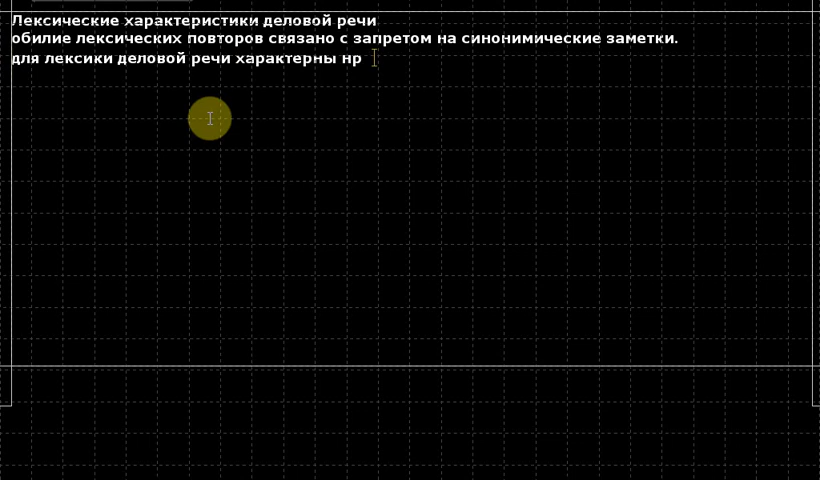 Лексические характеристики деловой речи
обилие лексических повторов связано с запретом на синонимические заметки.
для лексики деловой речи характерны нр